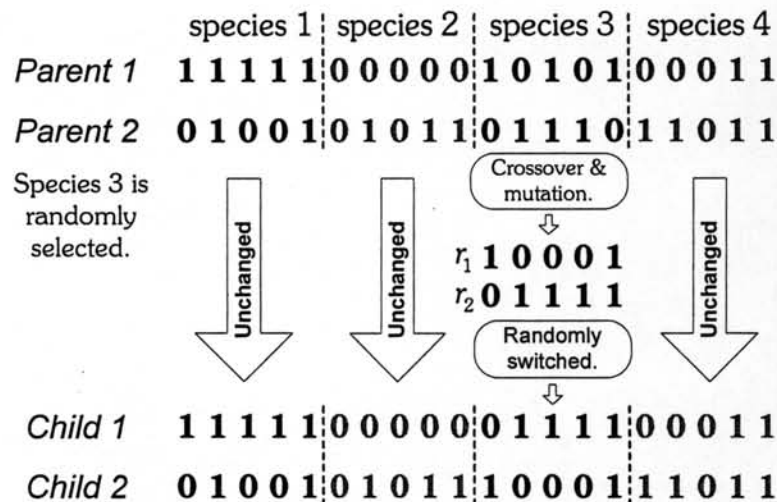 species 1 species 2 species 3 species 4
Parent 1 1 1 1 1 1 0 0 0 0 0 1 0 1 0 1 0 0 0 1 1
Parent 2 0 1 0 0 1 0 1 0 1 1 0 1 1 1 0 1 1 0 1 1
Species 3 is
randomly
selected.
Unchanged
Unchanged
Crossover &
mutation.
r1 1 0 0 0 1
r2 0 1 1 1 1
Randomly
switched.
Unchanged
Child 1 1 1 1 1 1 0 0 0 0 0 0 1 1 1 1 0 0 0 1 1
Child 2 0 1 0 0 1 0 1 0 1 1 1 0 0 0 1 1 1 0 1 1